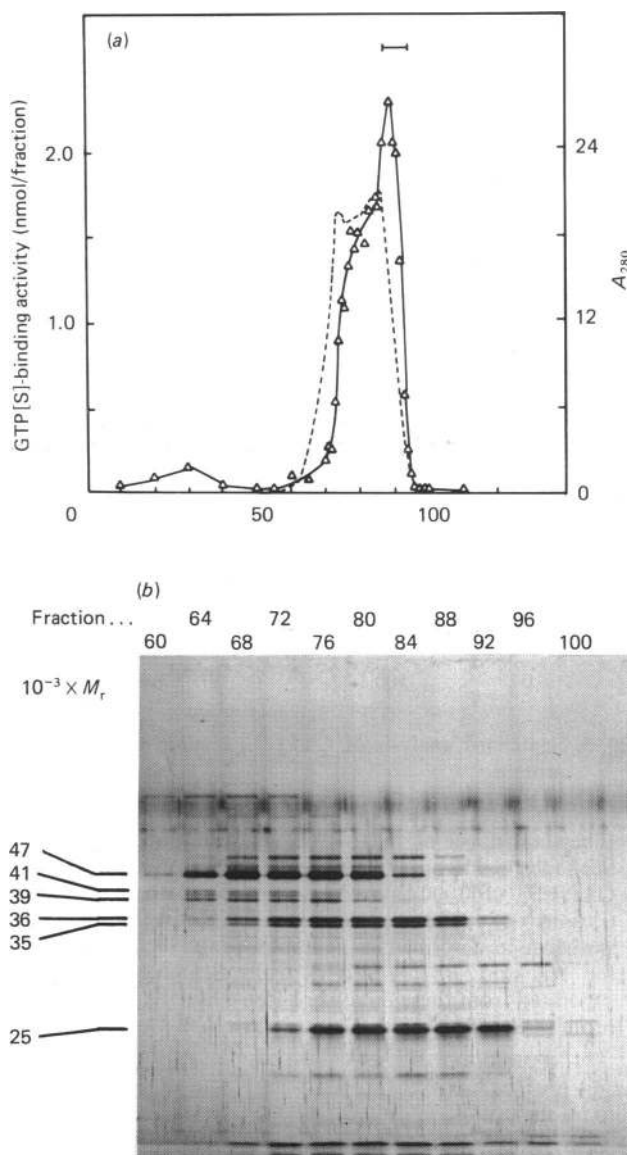 (a)
GTP[S]-binding activity (nmol/fraction)
2.0
1.0
0
50
100
24
12
0
A280
(b)
Fraction . . . 64 72 80 88 96
60 68 76 84 92 100
10⁻³ × Mr
47
41
39
36
35
25